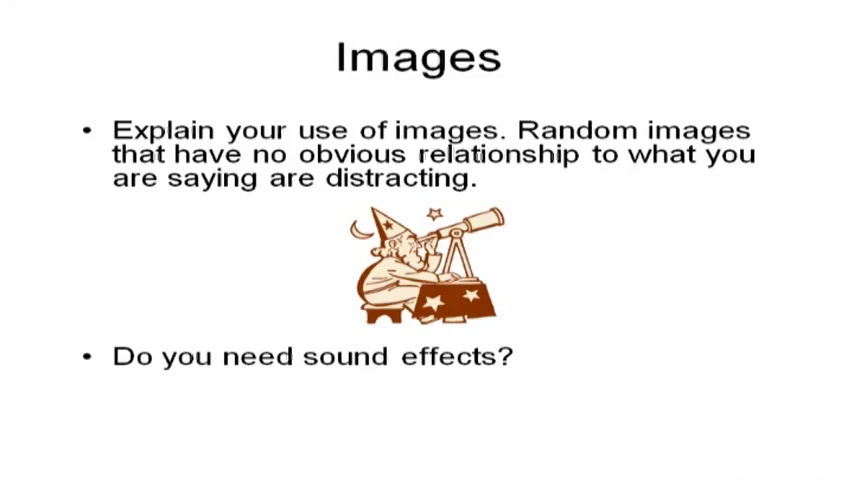 Images
• Explain your use of images. Random images
that have no obvious relationship to what you
are saying are distracting.
• Do you need sound effects?